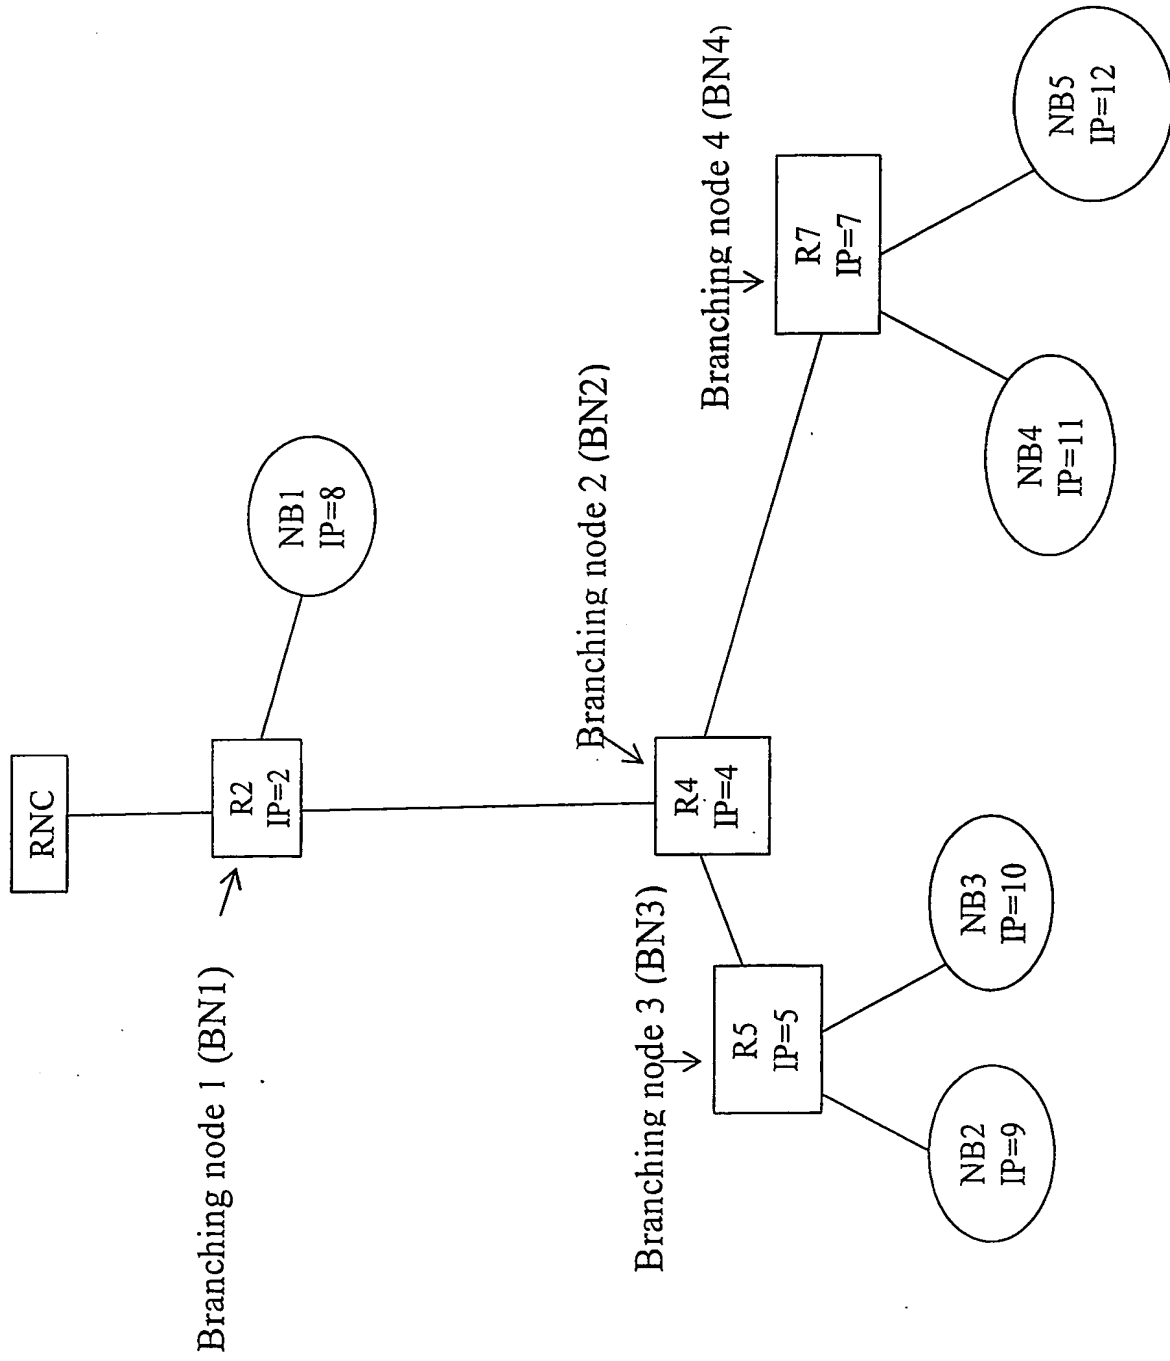 RNC
Branching node 1 (BN1)
R2
IP=2
NB1
IP=8
Branching node 2 (BN2)
R4
IP=4
Branching node 3 (BN3)
R5
IP=5
Branching node 4 (BN4)
R7
IP=7
NB2
IP=9
NB3
IP=10
NB4
IP=11
NB5
IP=12